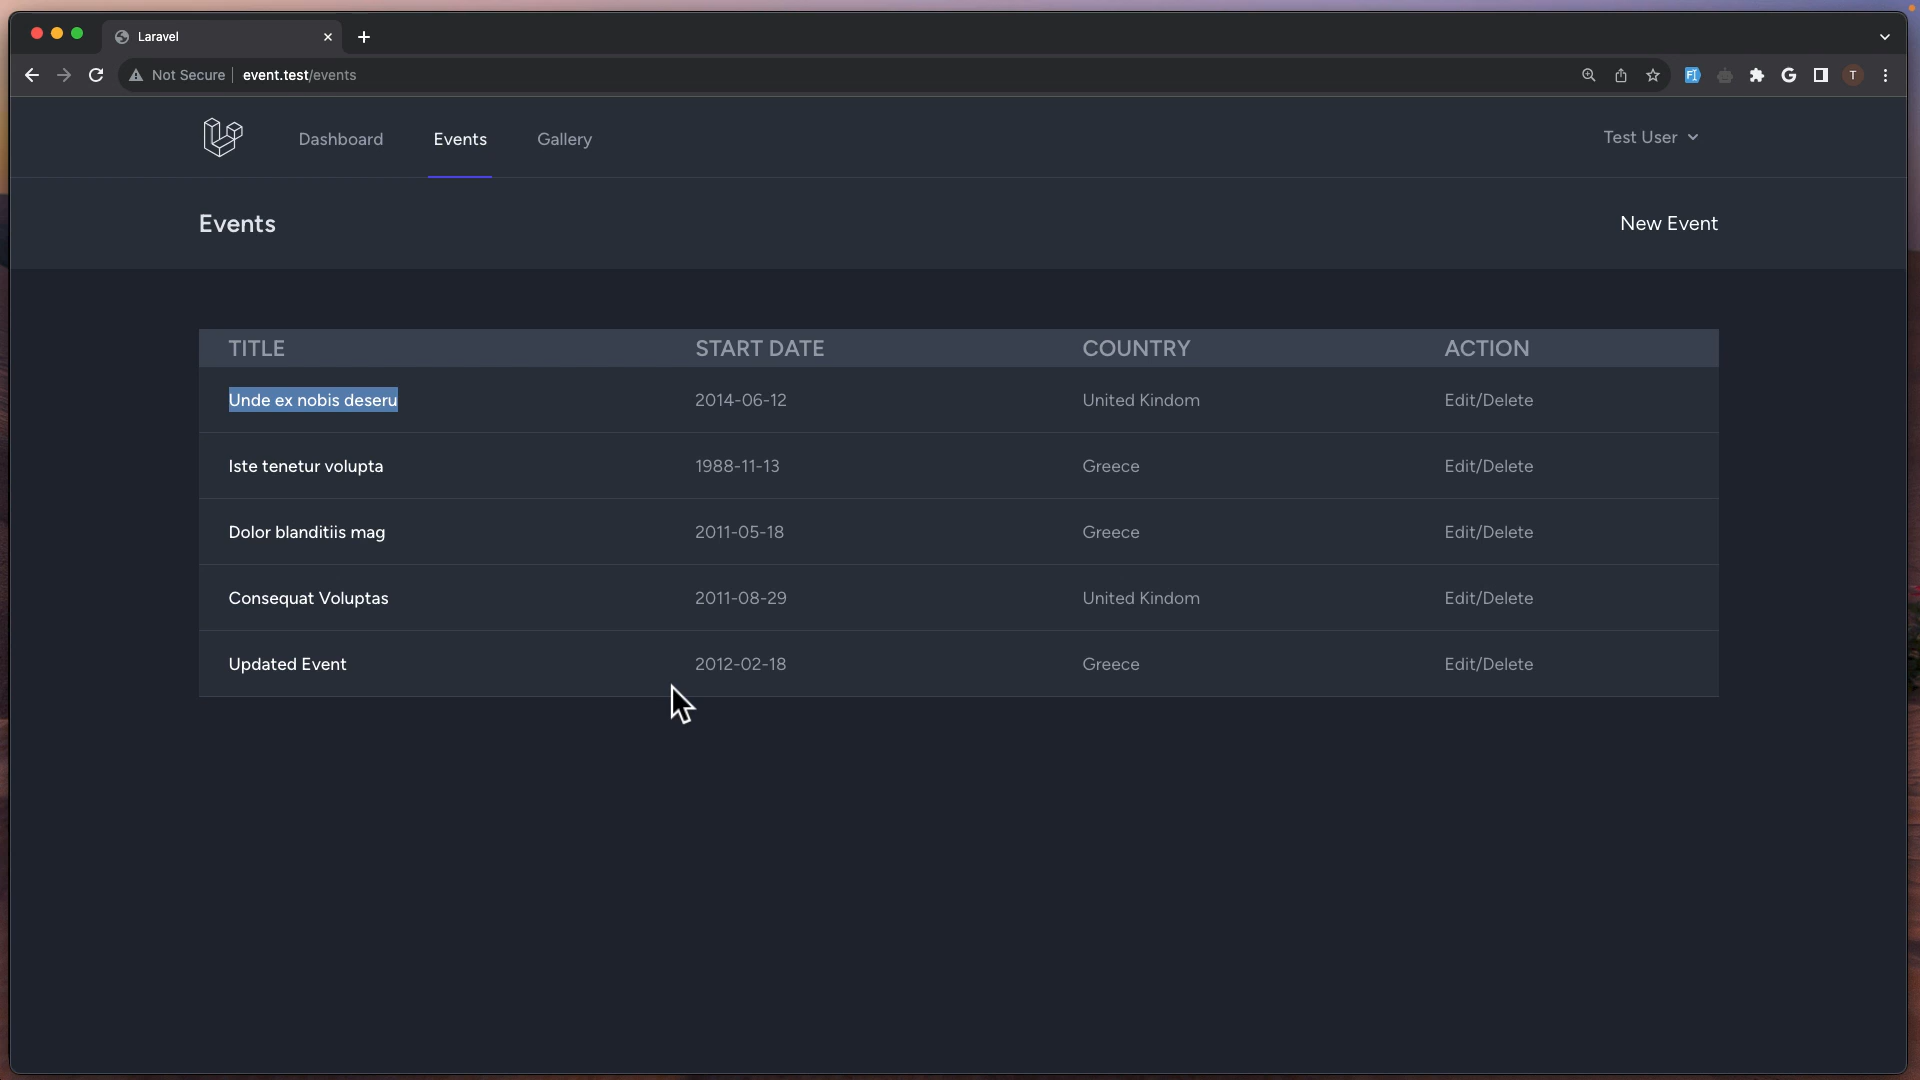 Laravel
Not Secure event.test/events
T
Dashboard Events Gallery Test User
Events New Event
TITLE START DATE COUNTRY ACTION
Unde ex nobis deseru 2014-06-12 United Kindom Edit/Delete
Iste tenetur volupta 1988-11-13 Greece Edit/Delete
Dolor blanditiis mag 2011-05-18 Greece Edit/Delete
Consequat Voluptas 2011-08-29 United Kindom Edit/Delete
Updated Event 2012-02-18 Greece Edit/Delete